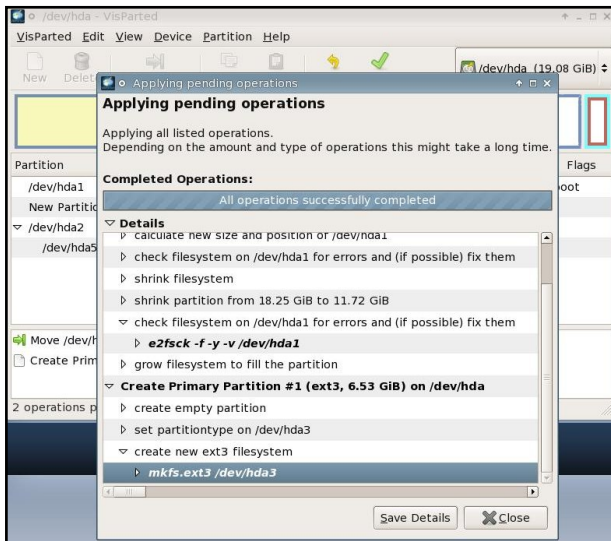 /dev/hda - VisParted
VisParted Edit View Device Partition Help
New Delet
/dev/hda (19.08 GiB)
Applying pending operations
Applying pending operations
Applying all listed operations.
Depending on the amount and type of operations this might take a long time.
Completed Operations:
All operations successfully completed
Details
calculate new size and position of /dev/hda1
check filesystem on /dev/hda1 for errors and (if possible) fix them
shrink filesystem
shrink partition from 18.25 GiB to 11.72 GiB
check filesystem on /dev/hda1 for errors and (if possible) fix them
e2fsck -f -y -v /dev/hda1
grow filesystem to fill the partition
Create Primary Partition #1 (ext3, 6.53 GiB) on /dev/hda
create empty partition
set partitiontype on /dev/hda3
create new ext3 filesystem
mkfs.ext3 /dev/hda3
Save Details Close
Partition
Flags
/dev/hda1
oot
New Partitic
/dev/hda2
/dev/hda5
Move /dev/h
Create Prim
2 operations p